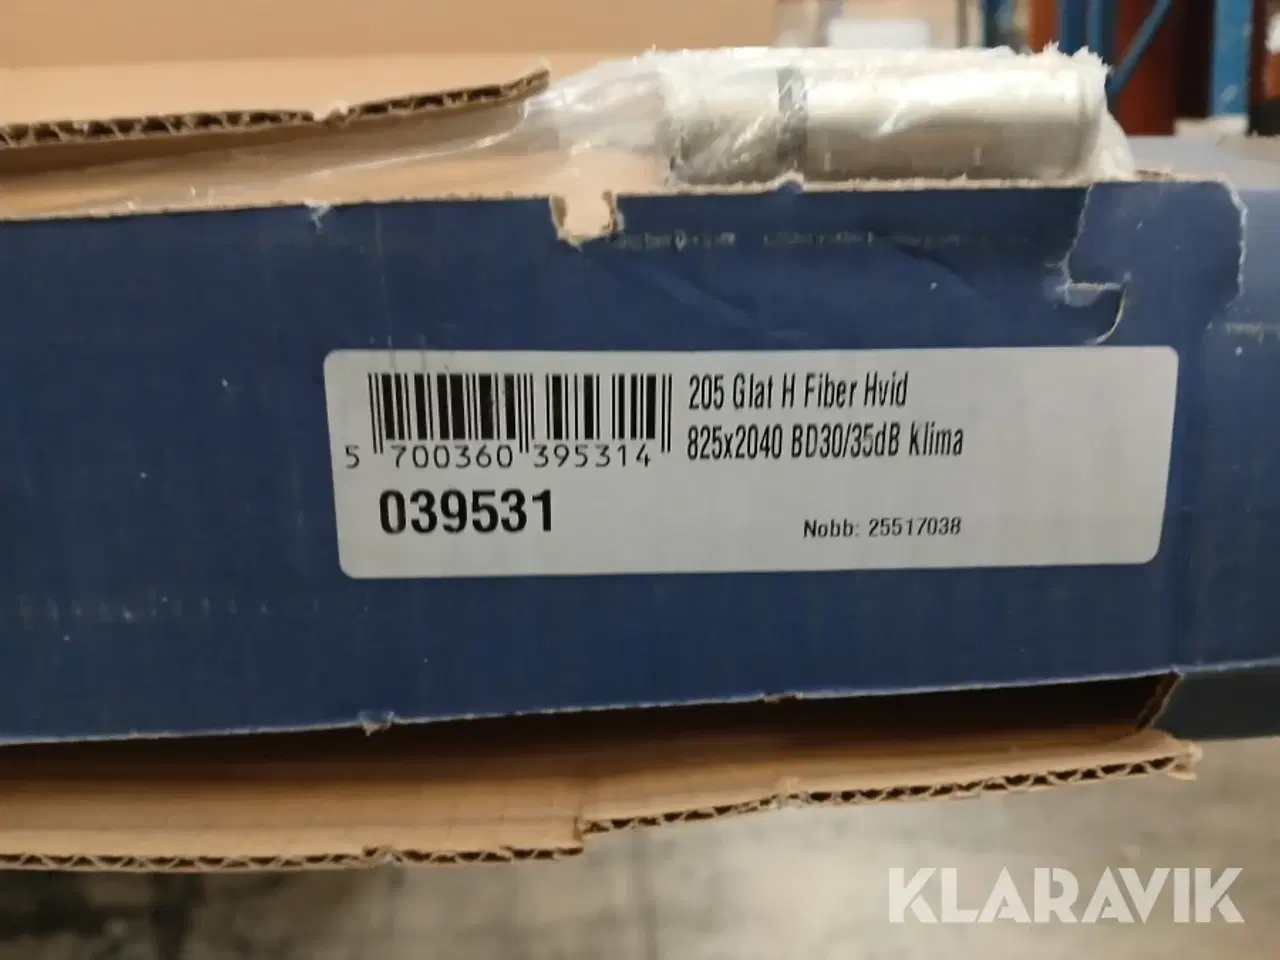 205 Glat H Fiber Hvid
825x2040 BD30/35dB Klima
5 700360 395314
039531
Nobb: 25517038
KLARAVIK